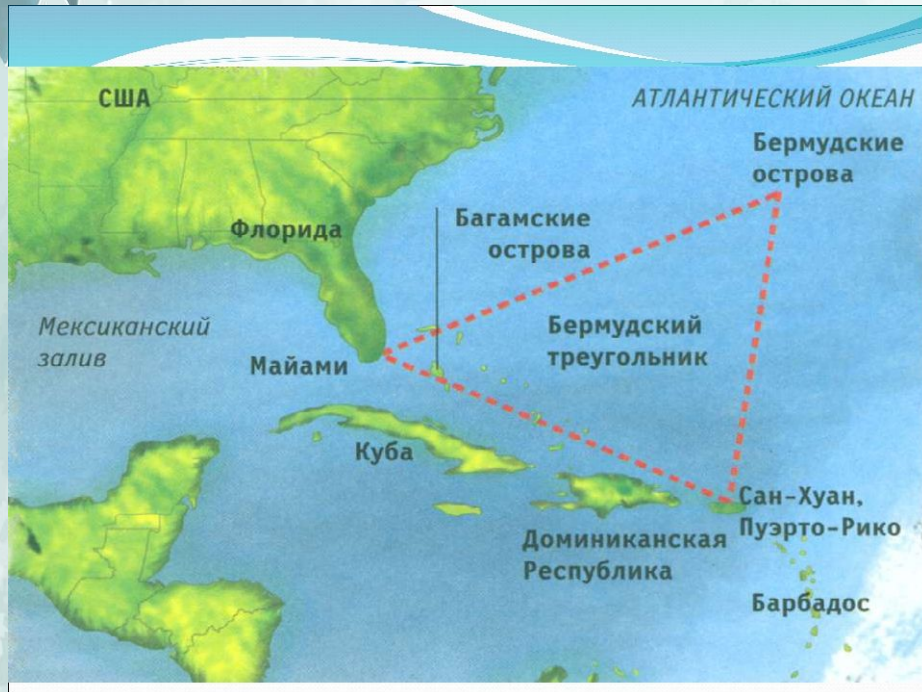 США
АТЛАНТИЧЕСКИЙ ОКЕАН
Бермудские
острова
Флорида
Багамские
острова
Мексиканский
залив
Бермудский
треугольник
Майами
Куба
Сан-Хуан,
Пуэрто-Рико
Доминиканская
Республика
Барбадос